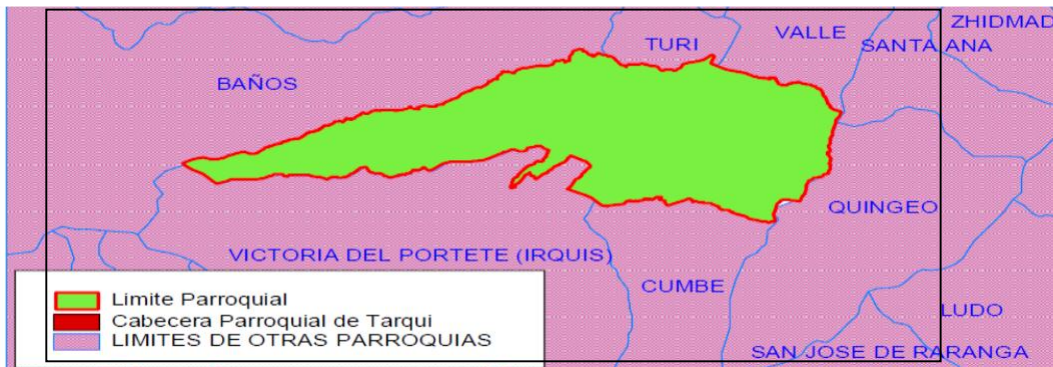 ZHIDMAD
VALLE
TURI
SANTA ANA
BAÑOS
QUINGEO
VICTORIA DEL PORTETE (IRQUIS)
CUMBE
Limite Parroquial
LUDO
Cabecera Parroquial de Tarqui
LIMITES DE OTRAS PARROQUIAS
SAN JOSE DE RARANGA